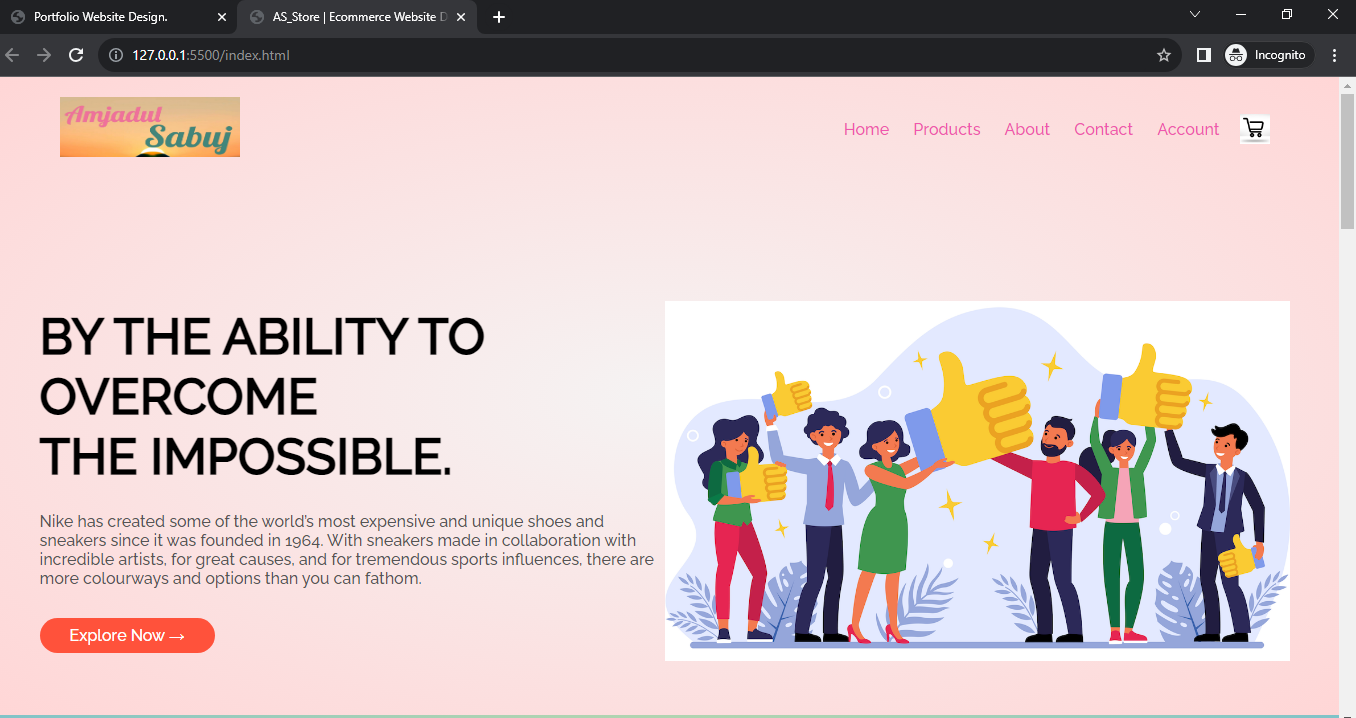 Portfolio Website Design.
AS_Store | Ecommerce Website D
127.0.0.1:5500/index.html
Incognito
Amjadul
Sabuj
Home Products About Contact Account
BY THE ABILITY TO
OVERCOME
THE IMPOSSIBLE.
Nike has created some of the world's most expensive and unique shoes and
sneakers since it was founded in 1964. With sneakers made in collaboration with
incredible artists, for great causes, and for tremendous sports influences, there are
more colourways and options than you can fathom.
Explore Now →